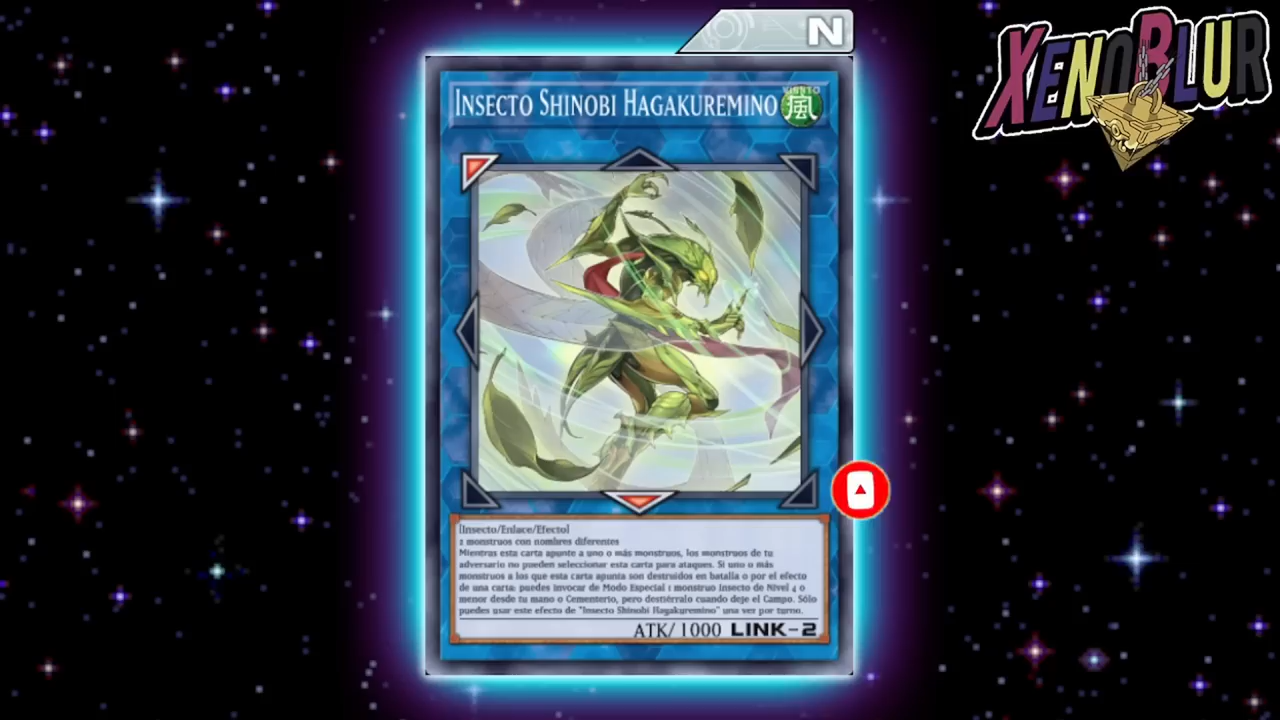 N
XENOBLUR
INSECTO SHINOBI HAGAKUREMINO
風
[Insecto/Enlace/Efecto]
2 monstruos con nombres diferentes
Mientras esta carta apunte a uno o más monstruos, los monstruos de tu
adversario no pueden seleccionar esta carta para ataques. Si uno o más
monstruos a los que esta carta apunta son destruidos en batalla o por el efecto
de una carta: puedes invocar de Modo Especial 1 monstruo insecto de Nivel 4 o
menor desde tu mano o Cementerio, pero destiérralo cuando deje el Campo. Sólo
puedes usar este efecto de "Insecto Shinobi Hagakuremino" una ver por turno.
ATK/ 1000 LINK-2